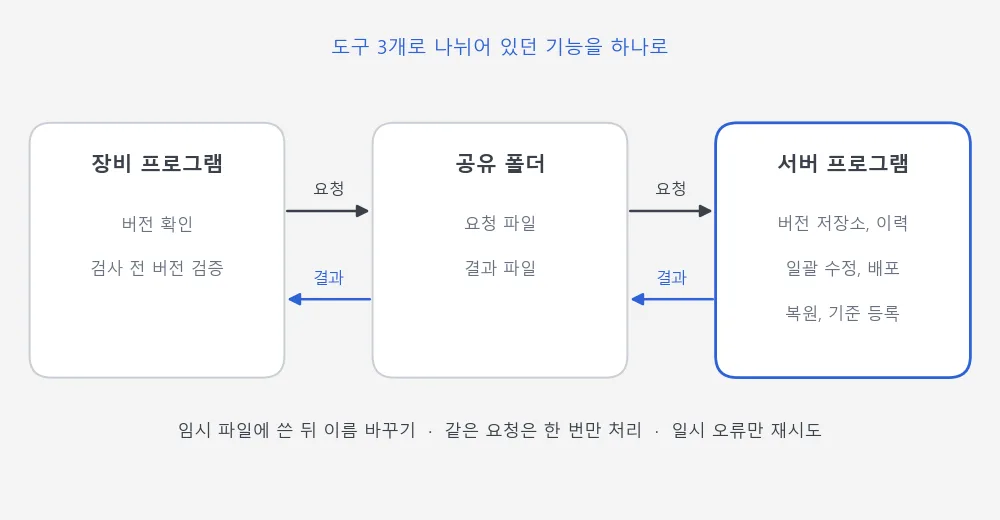 도구 3개로 나뉘어 있던 기능을 하나로
장비 프로그램
버전 확인
검사 전 버전 검증
요청
결과
공유 폴더
요청 파일
결과 파일
요청
결과
서버 프로그램
버전 저장소, 이력
일괄 수정, 배포
복원, 기준 등록
임시 파일에 쓴 뒤 이름 바꾸기 · 같은 요청은 한 번만 처리 · 일시 오류만 재시도